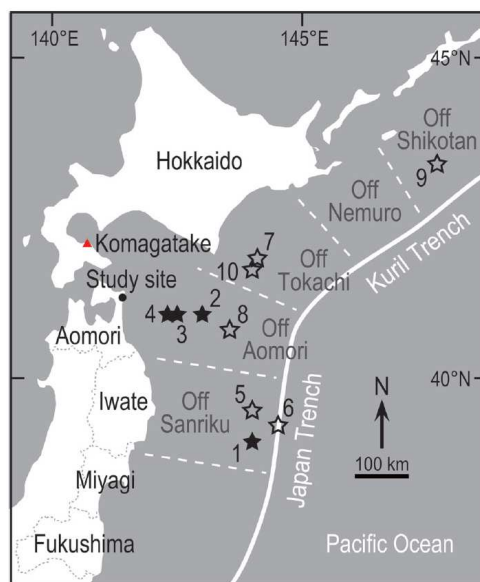 140°E
145°E
45°N
Off
Shikotan
9
Hokkaido
Off
Nemuro
Komagatake
7
10
Off
Tokachi
Kuril Trench
Study site
4
3
2
8
Off
Aomori
Aomori
40°N
Iwate
Off
Sanriku
5
6
1
N
100 km
Japan Trench
Miyagi
Fukushima
Pacific Ocean